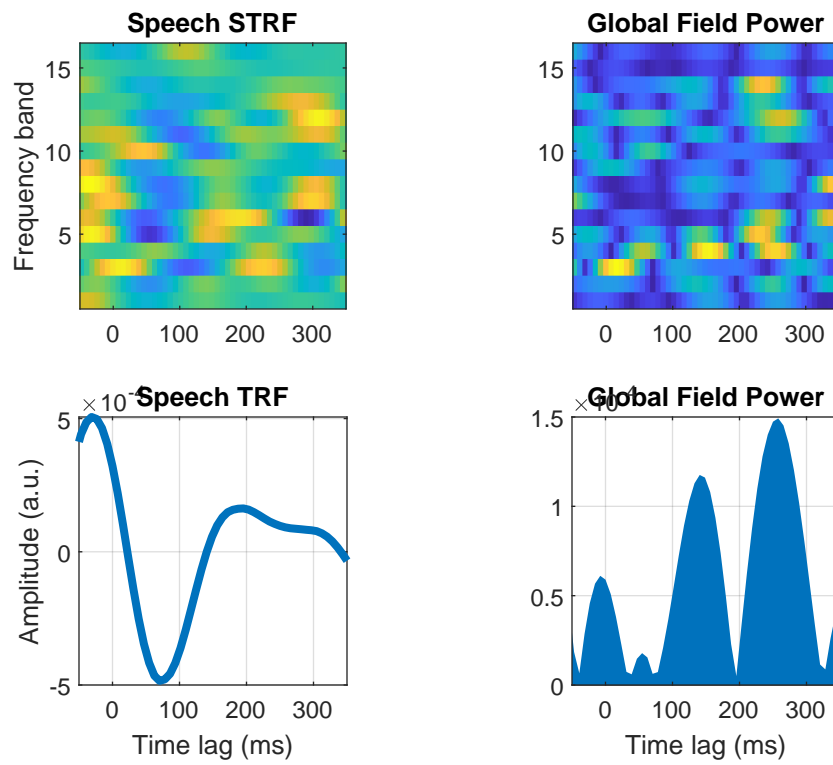 Speech STRF
Global Field Power
Frequency band
15
10
5
0 100 200 300
15
10
5
0 100 200 300
× 10-4
Speech TRF
Global Field Power
Amplitude (a.u.)
5
0
-5
0 100 200 300
Time lag (ms)
1.5
1
0.5
0
0 100 200 300
Time lag (ms)